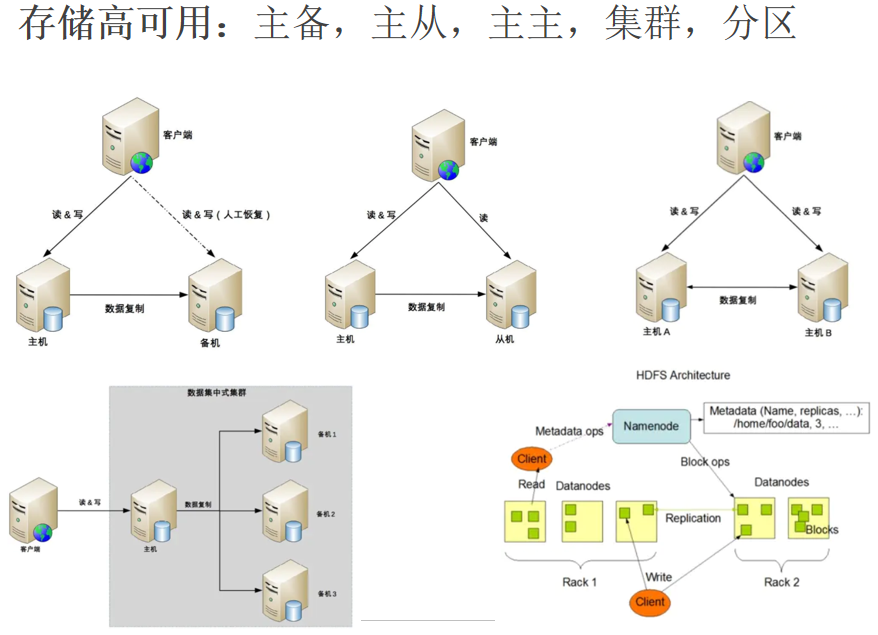 存储高可用：主备，主从，主主，集群，分区
客户端
读 & 写
读 & 写（人工恢复）
数据复制
主机
备机
客户端
读 & 写
读
数据复制
主机
从机
客户端
读 & 写
读 & 写
数据复制
主机 A
主机 B
数据集中式集群
客户端
读 & 写
主机
数据复制
备机 1
备机 2
备机 3
HDFS Architecture
Metadata (Name, replicas, ...):
/home/foo/data, 3, ...
Namenode
Metadata ops
Client
Block ops
Read
Datanodes
Datanodes
Replication
Blocks
Rack 1
Write
Rack 2
Client